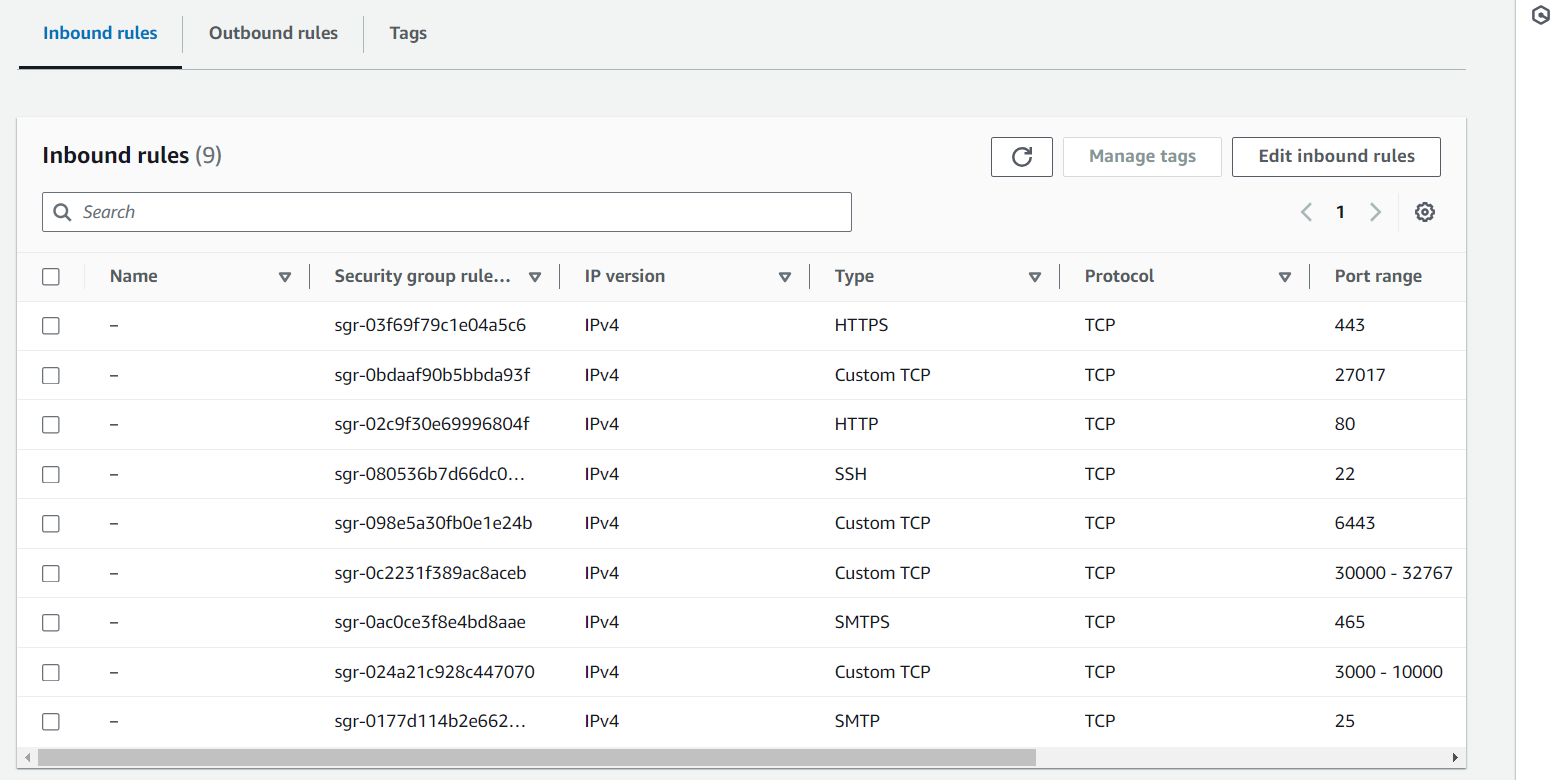 Inbound rules Outbound rules Tags
Inbound rules (9) Manage tags Edit inbound rules
Search 1
Name Security group rule... IP version Type Protocol Port range
– sgr-03f69f79c1e04a5c6 IPv4 HTTPS TCP 443
– sgr-0bdaaf90b5bbda93f IPv4 Custom TCP TCP 27017
– sgr-02c9f30e69996804f IPv4 HTTP TCP 80
– sgr-080536b7d66dc0... IPv4 SSH TCP 22
– sgr-098e5a30fb0e1e24b IPv4 Custom TCP TCP 6443
– sgr-0c2231f389ac8aceb IPv4 Custom TCP TCP 30000 - 32767
– sgr-0ac0ce3f8e4bd8aae IPv4 SMTPS TCP 465
– sgr-024a21c928c447070 IPv4 Custom TCP TCP 3000 - 10000
– sgr-0177d114b2e662... IPv4 SMTP TCP 25